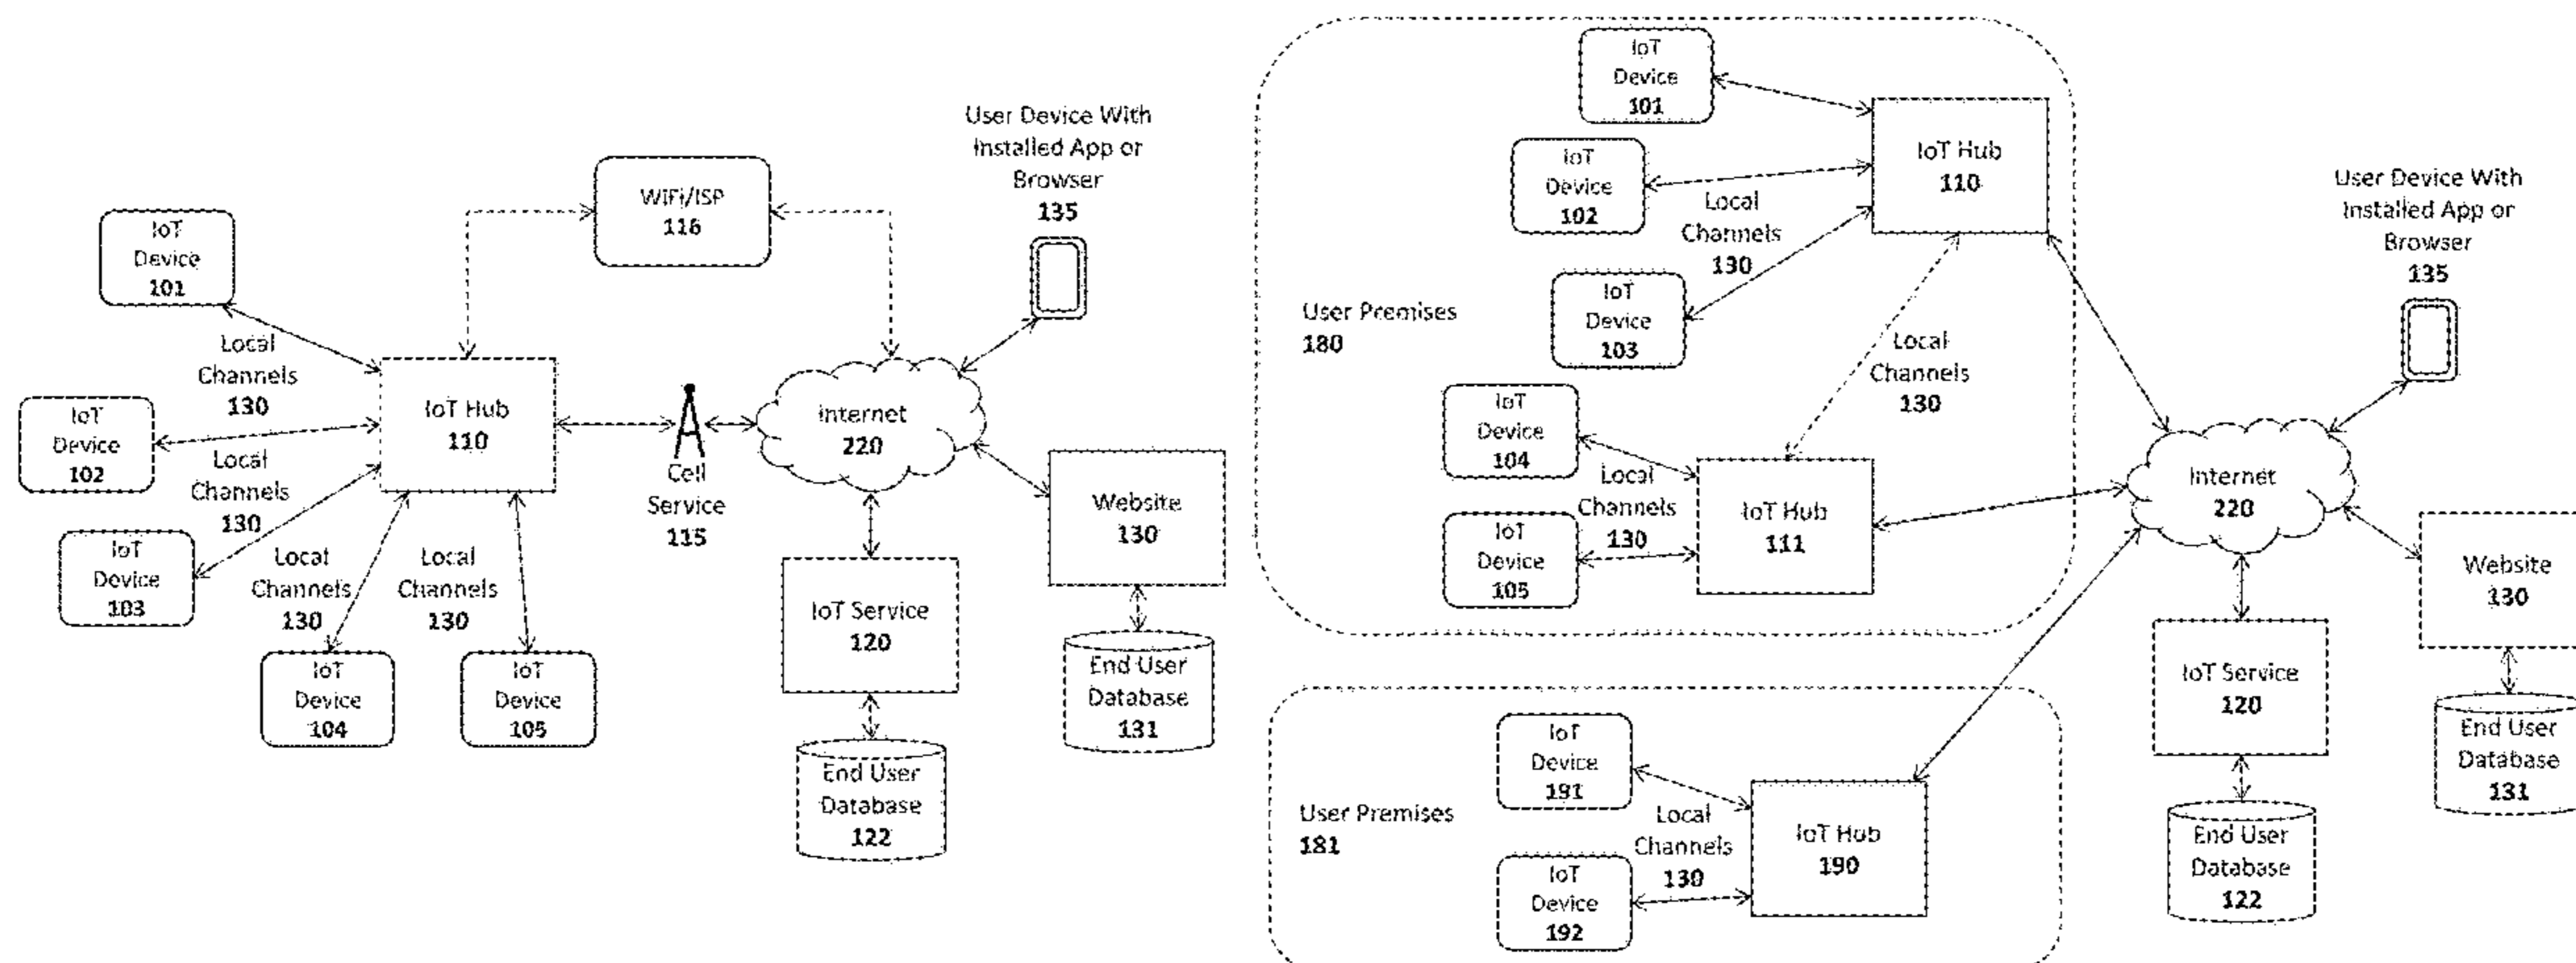 IoT
Device
101
Local
Channels
130
IoT
Device
102
Local
Channels
130
IoT
Device
103
Local
Channels
130
IoT
Device
104
Local
Channels
130
IoT
Device
105
IoT Hub
110
WiFi/ISP
116
Cell
Service
115
User Device With
Installed App or
Browser
135
Internet
220
Website
130
End User
Database
131
IoT Service
120
End User
Database
122
User Premises
180
IoT
Device
101
IoT
Device
102
Local
Channels
130
IoT
Device
103
IoT Hub
110
Local
Channels
130
IoT
Device
104
Local
Channels
130
IoT
Device
105
IoT Hub
111
User Premises
181
IoT
Device
191
Local
Channels
130
IoT
Device
192
IoT Hub
190
User Device With
Installed App or
Browser
135
Internet
220
Website
130
End User
Database
131
IoT Service
120
End User
Database
122